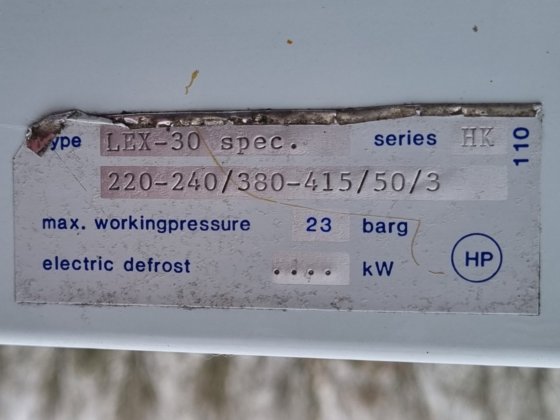 type LEX-30 spec. series HK
220-240/380-415/50/3
max. workingpressure 23 barg
electric defrost .... kW
HP
110